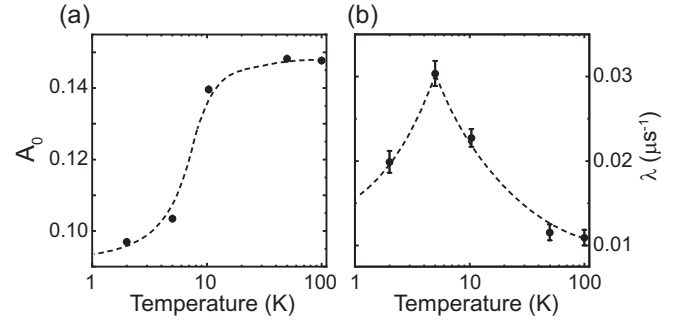 (a)
(b)
0.14
0.12
0.10
A₀
1
10
100
Temperature (K)
0.03
0.02
0.01
λ (μs⁻¹)
1
10
100
Temperature (K)